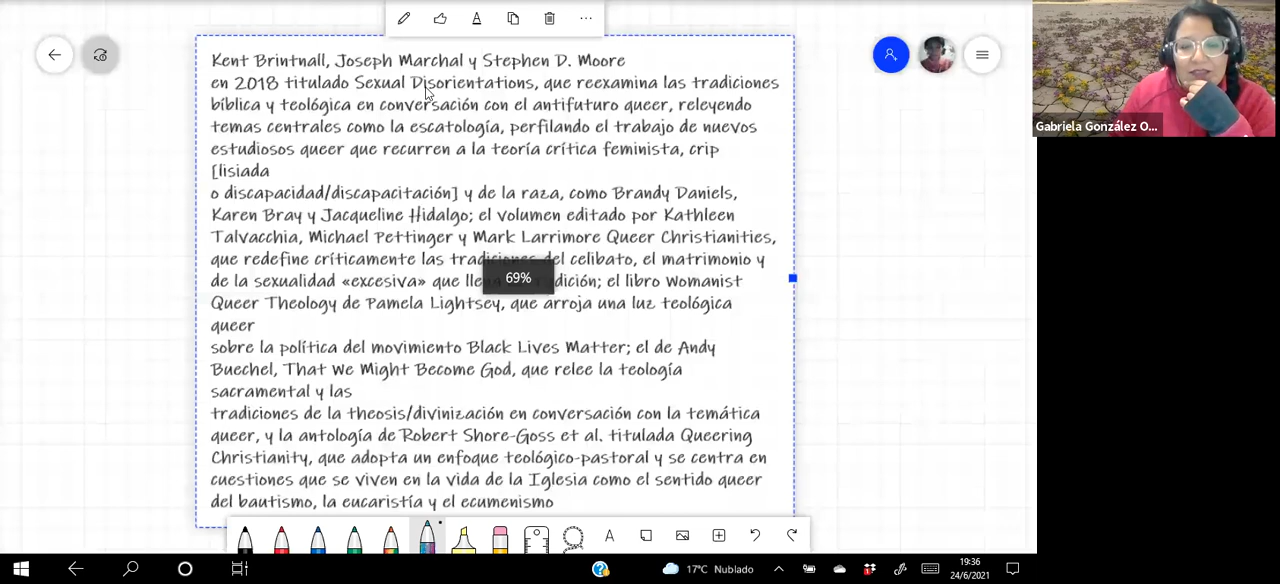 Kent Brintnall, Joseph Marchal y Stephen D. Moore
en 2018 titulado Sexual Disorientations, que reexamina las tradiciones
bíblica y teológica en conversación con el antifuturo queer, releyendo
temas centrales como la escatología, perfilando el trabajo de nuevos
estudiosos queer que recurren a la teoría crítica feminista, crip
[lisiada
o discapacidad/discapacitación] y de la raza, como Brandy Daniels,
Karen Bray y Jacqueline Hidalgo; el volumen editado por Kathleen
Talvacchia, Michael Pettinger y Mark Larrimore Queer Christianities,
que redefine críticamente las tradiciones del celibato, el matrimonio y
de la sexualidad «excesiva» que dición; el libro Womanist
69%
Queer Theology de Pamela Lightsey, que arroja una luz teológica
queer
sobre la política del movimiento Black Lives Matter; el de Andy
Buechel, That We Might Become God, que relee la teología
sacramental y las
tradiciones de la theosis/divinización en conversación con la temática
queer, y la antología de Robert Shore-Goss et al. titulada Queering
Christianity, que adopta un enfoque teológico-pastoral y se centra en
cuestiones que se viven en la vida de la Iglesia como el sentido queer
del bautismo, la eucaristía y el ecumenismo
Gabriela González O...
17°C Nublado
19:36
24/6/2021